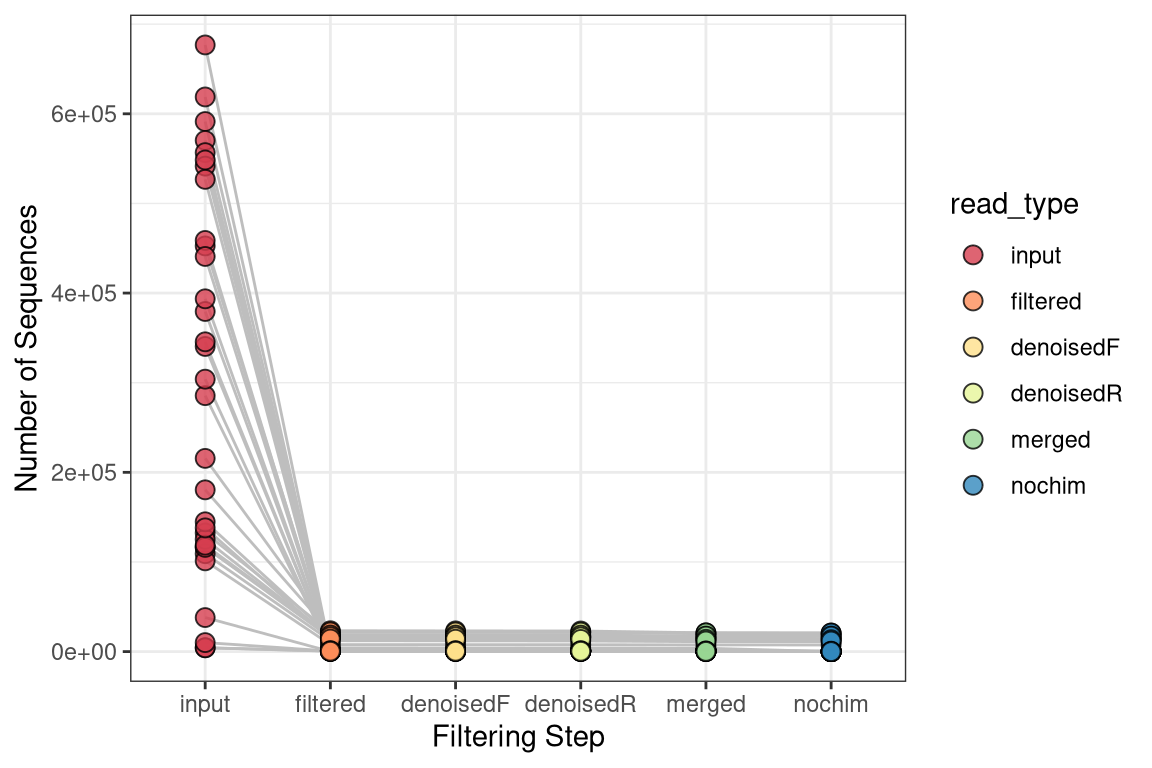 Number of Sequences
6e+05
4e+05
2e+05
0e+00
input filtered denoisedF denoisedR merged nochim
Filtering Step
read_type
input
filtered
denoisedF
denoisedR
merged
nochim